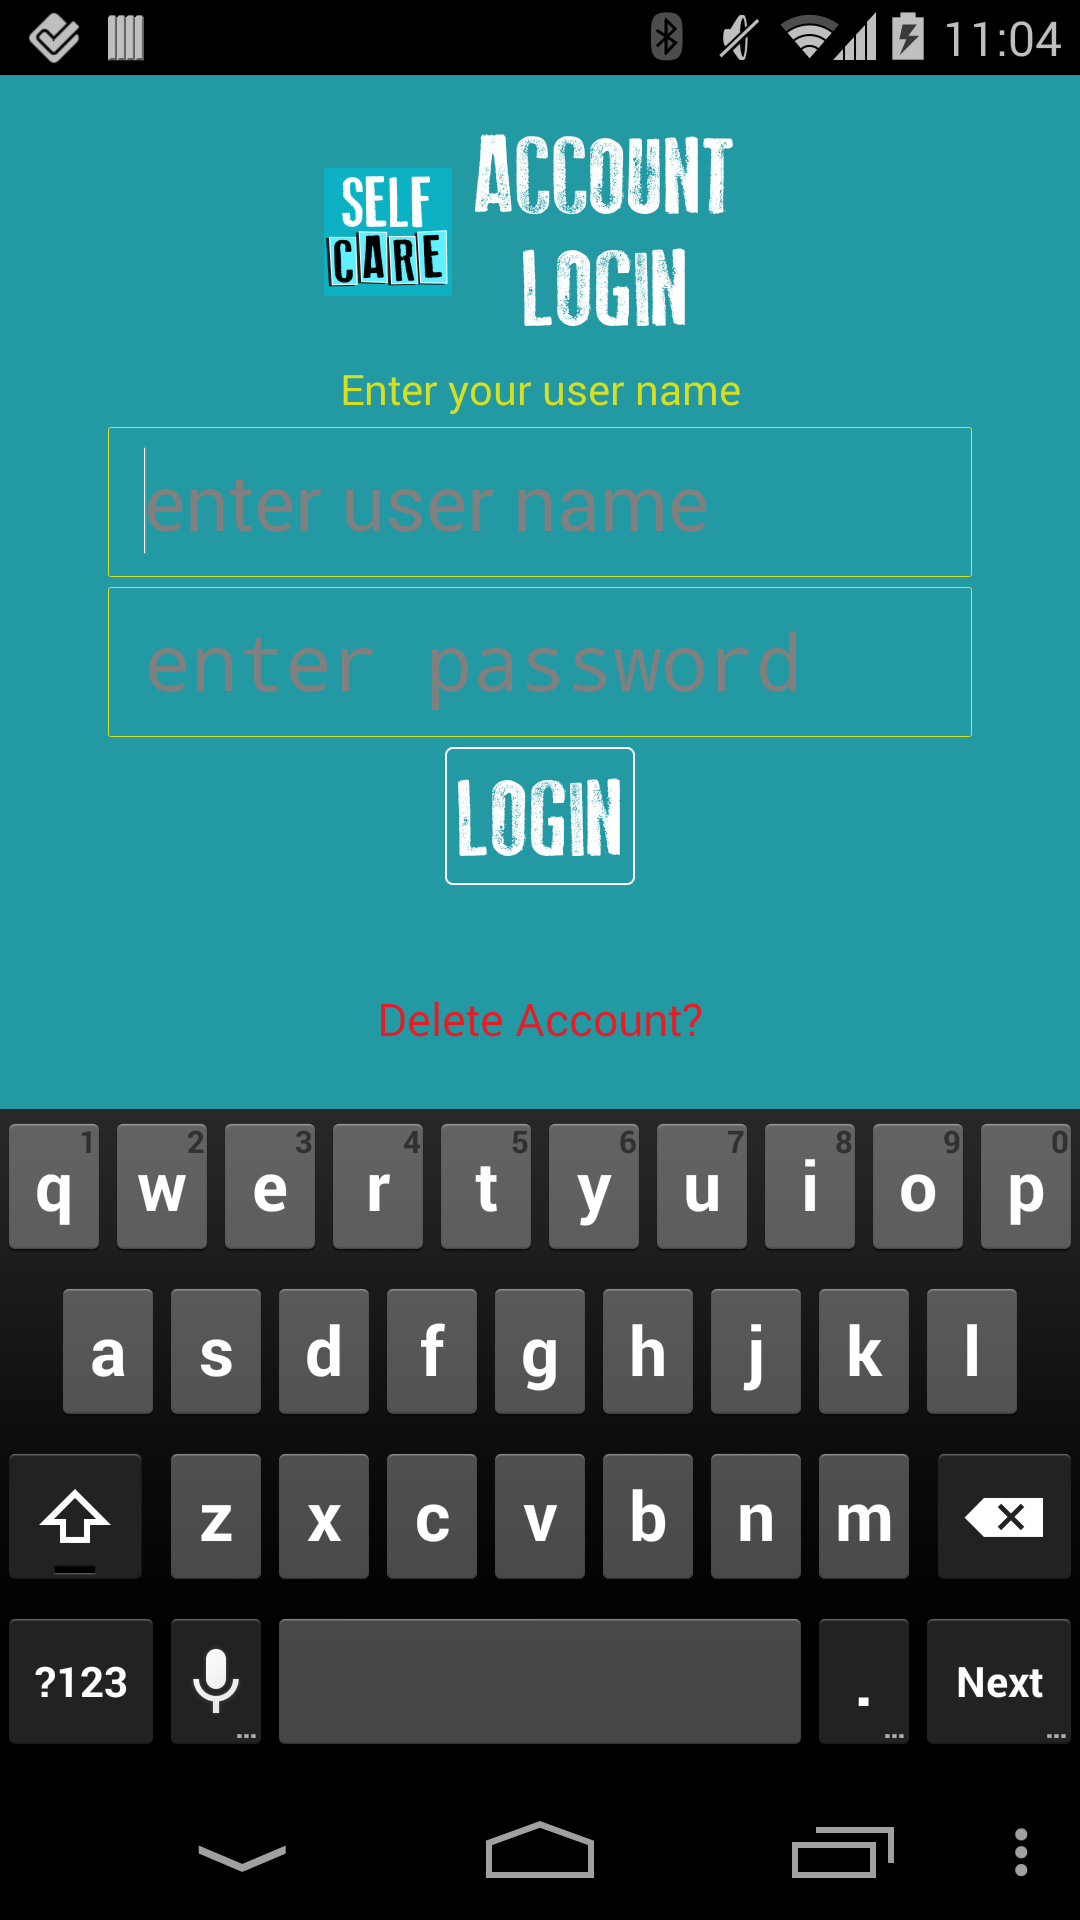 11:04
SELF
CARE
ACCOUNT
LOGIN
Enter your user name
enter user name
enter password
LOGIN
Delete Account?
1 2 3 4 5 6 7 8 9 0
q w e r t y u i o p
a s d f g h j k l
z x c v b n m
?123 . Next